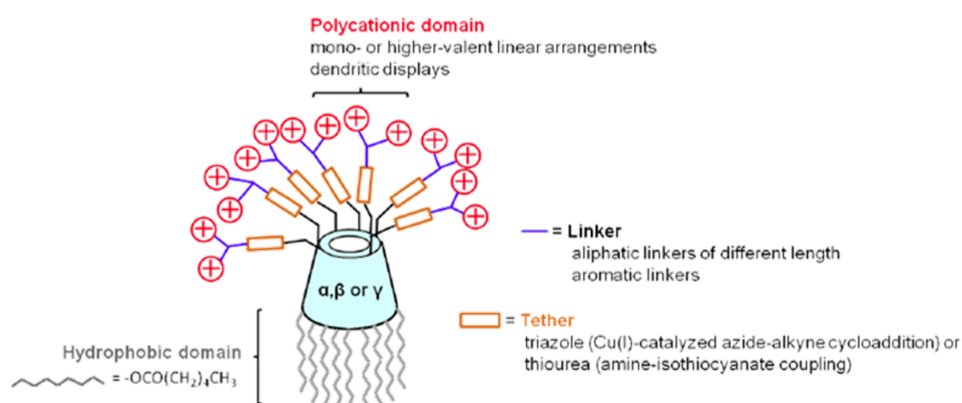 Polycationic domain
mono- or higher-valent linear arrangements
dendritic displays
+ + + + + + + + + + + + + +
— = Linker
aliphatic linkers of different length
aromatic linkers
α,β or γ
= Tether
triazole (Cu(I)-catalyzed azide-alkyne cycloaddition) or
thiourea (amine-isothiocyanate coupling)
Hydrophobic domain
= -OCO(CH₂)₄CH₃